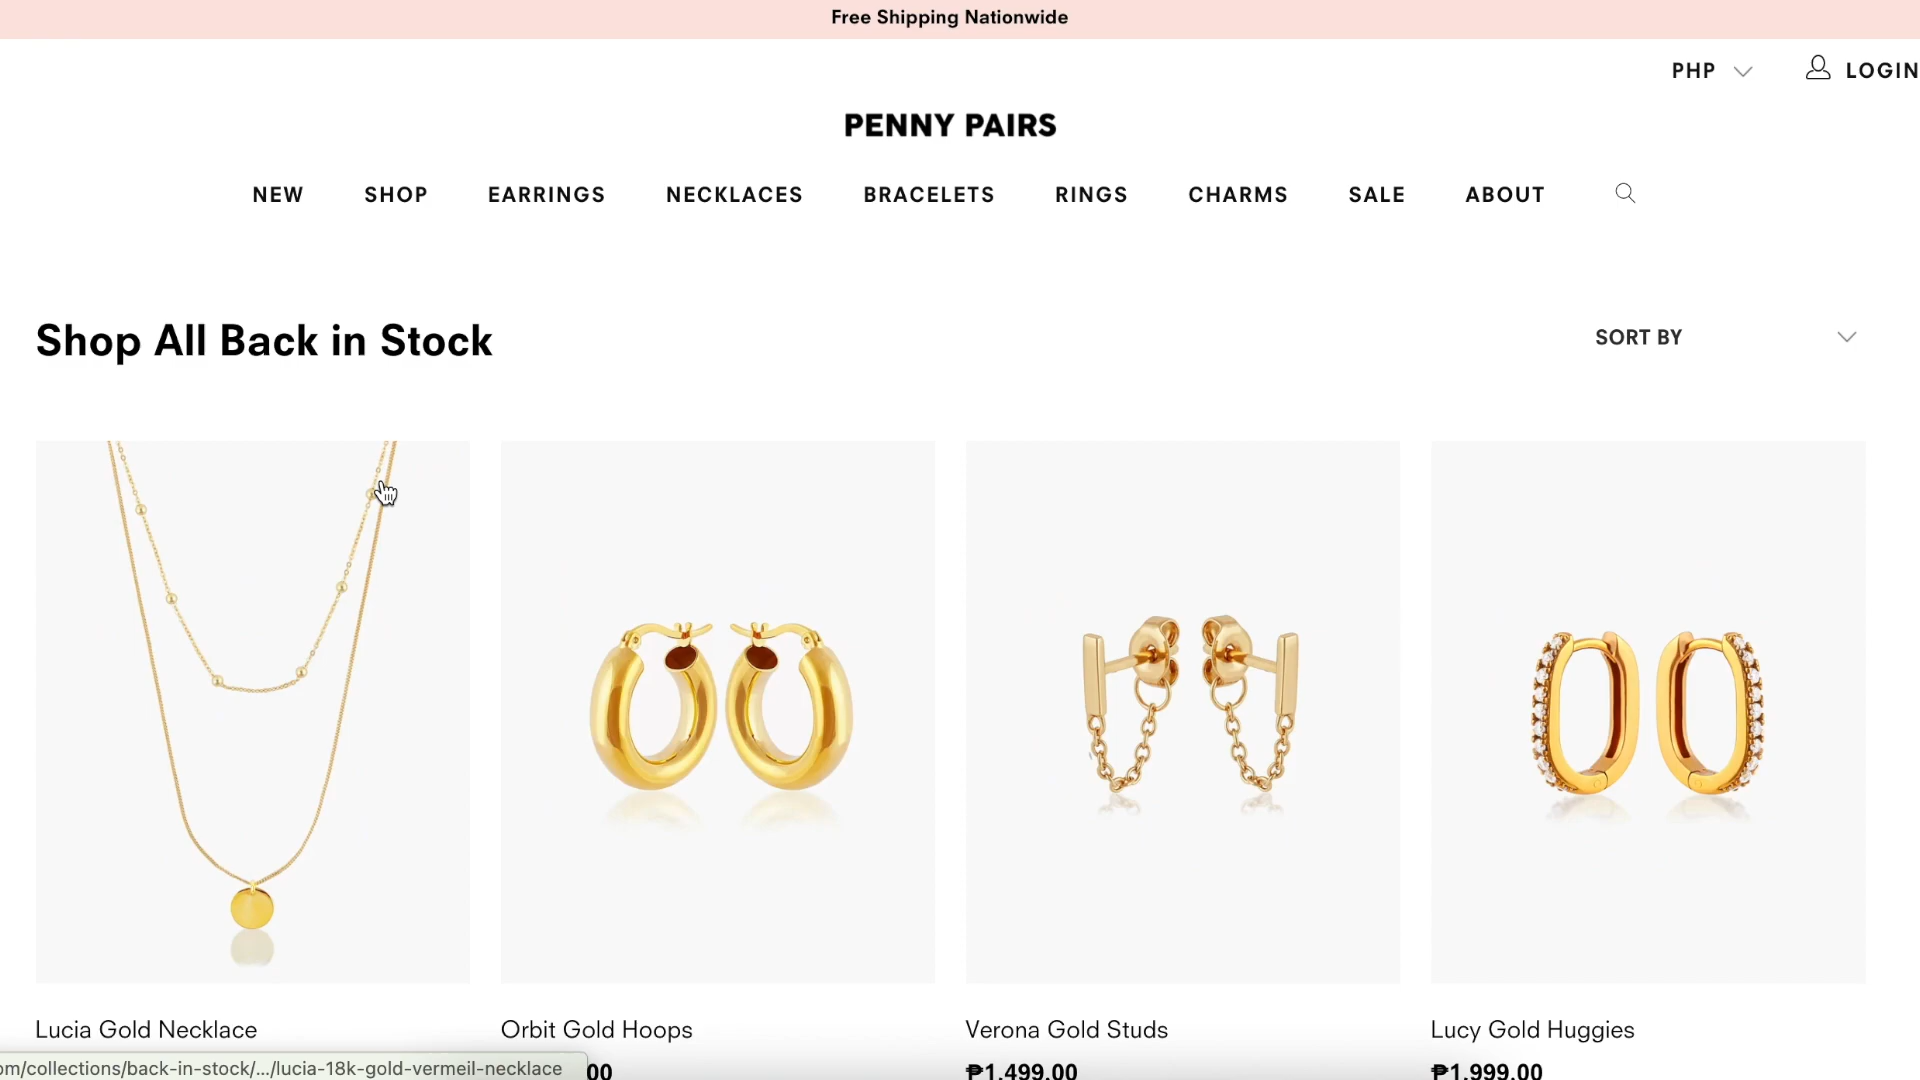 Free Shipping Nationwide
PHP LOGIN
PENNY PAIRS
NEW SHOP EARRINGS NECKLACES BRACELETS RINGS CHARMS SALE ABOUT
Shop All Back in Stock
SORT BY
Lucia Gold Necklace Orbit Gold Hoops Verona Gold Studs Lucy Gold Huggies
om/collections/back-in-stock/.../lucia-18k-gold-vermeil-necklace 00 ₱1,499.00 ₱1,999.00